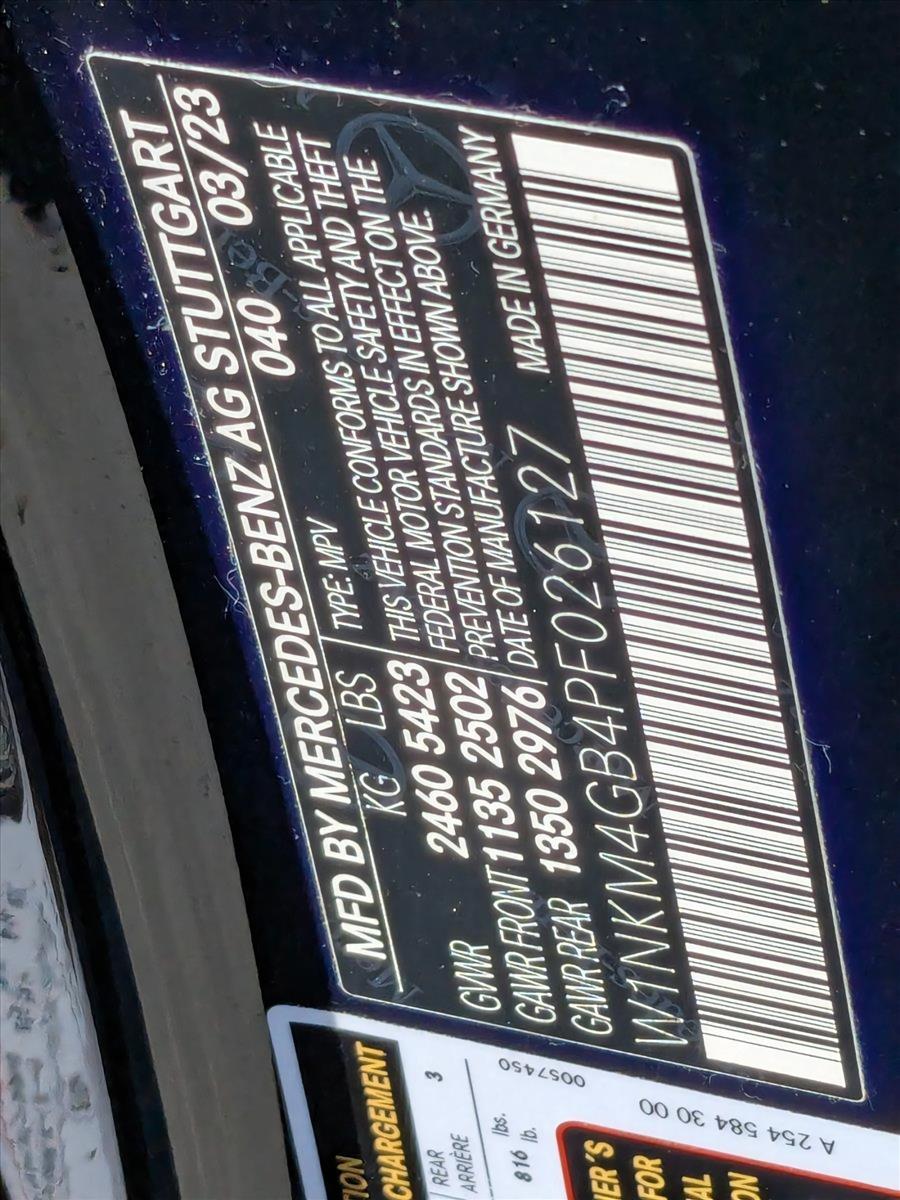 MFD BY MERCEDES-BENZ AG STUTTGART
KG LBS 040 03/23
GVWR 2460 5423
GAWR FRONT 1135 2502
GAWR REAR 1350 2976
TYPE: MPV
THIS VEHICLE CONFORMS TO ALL APPLICABLE
FEDERAL MOTOR VEHICLE SAFETY AND THEFT
PREVENTION STANDARDS IN EFFECT ON THE
DATE OF MANUFACTURE SHOWN ABOVE.
MADE IN GERMANY
W1NKM4GB4PF026127
CHARGEMENT
REAR 3
ARRIÈRE
816 lbs.
lb.
0057450
A 254 584 30 00
FOR